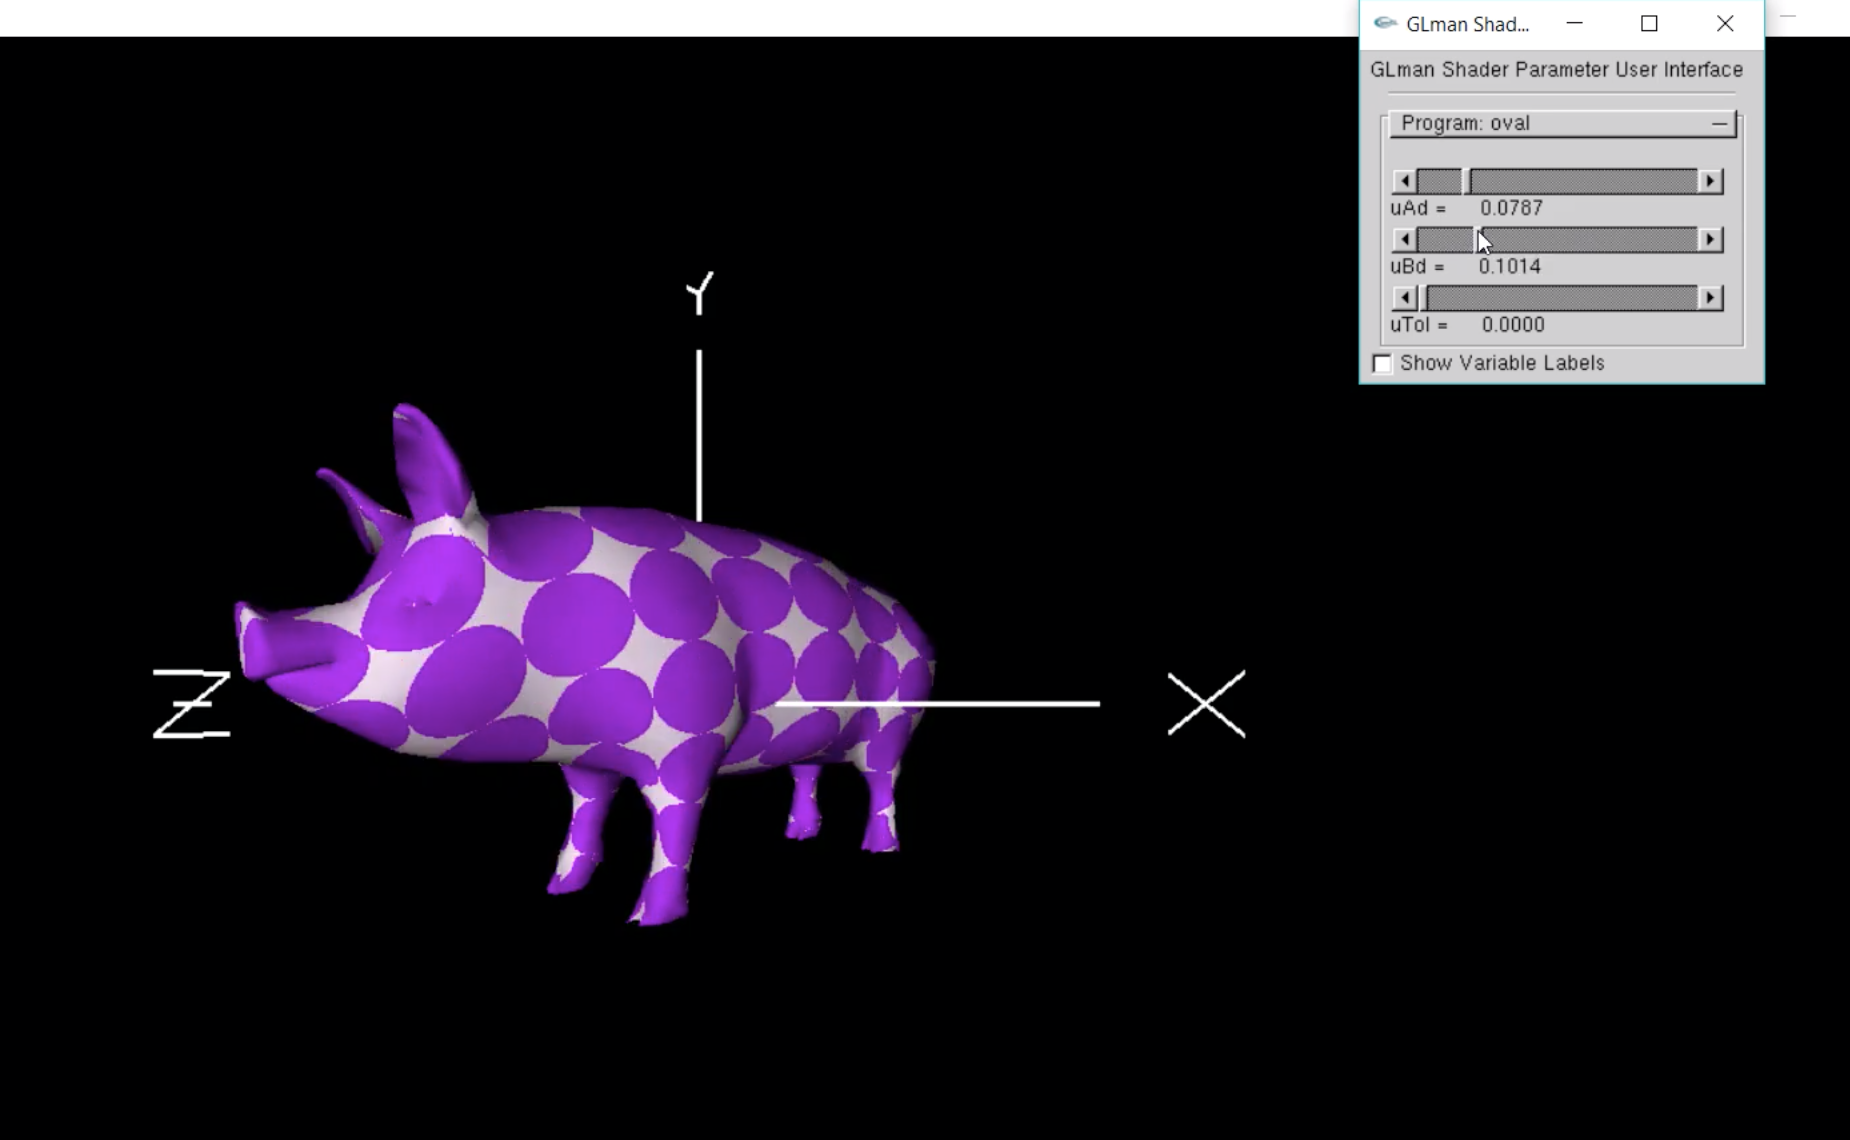 GLman Shad...
GLman Shader Parameter User Interface
Program: oval
uAd = 0.0787
uBd = 0.1014
uTol = 0.0000
Show Variable Labels
Y
Z
X